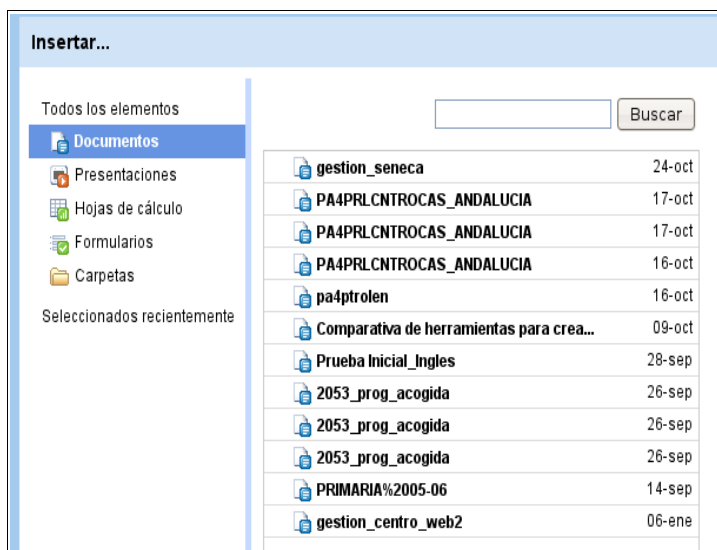 Insertar...
Todos los elementos
Documentos
Presentaciones
Hojas de cálculo
Formularios
Carpetas
Seleccionados recientemente
Buscar
gestion_seneca 24-oct
PA4PRLCNTROCAS_ANDALUCIA 17-oct
PA4PRLCNTROCAS_ANDALUCIA 17-oct
PA4PRLCNTROCAS_ANDALUCIA 16-oct
pa4ptrolen 16-oct
Comparativa de herramientas para crea... 09-oct
Prueba Inicial_Ingles 28-sep
2053_prog_acogida 26-sep
2053_prog_acogida 26-sep
2053_prog_acogida 26-sep
PRIMARIA%2005-06 14-sep
gestion_centro_web2 06-ene